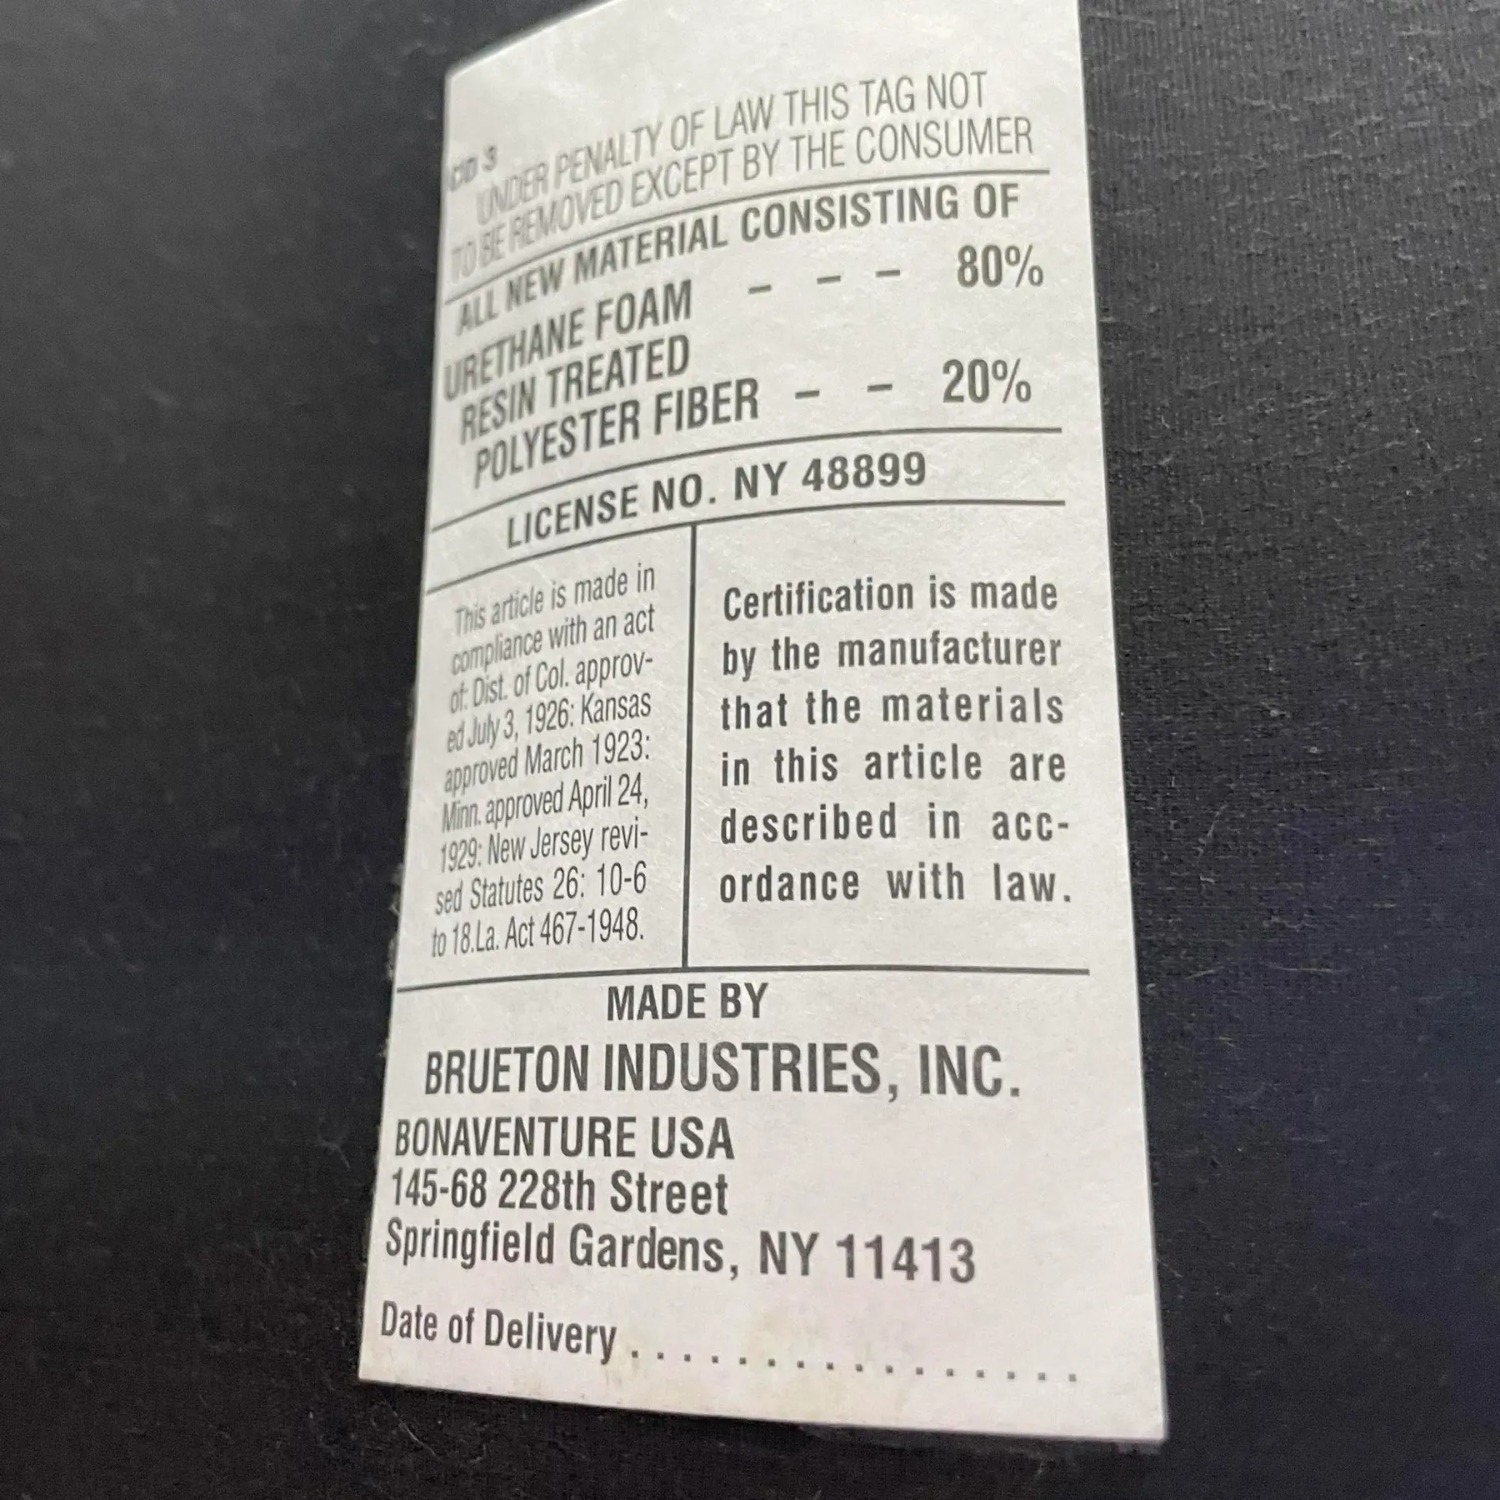 UNDER PENALTY OF LAW THIS TAG NOT
TO BE REMOVED EXCEPT BY THE CONSUMER
ALL NEW MATERIAL CONSISTING OF
URETHANE FOAM - - - 80%
RESIN TREATED
POLYESTER FIBER - - 20%
LICENSE NO. NY 48899
This article is made in
compliance with an act
of: Dist. of Col. approv-
ed July 3, 1926: Kansas
approved March 1923:
Minn. approved April 24,
1929: New Jersey revi-
sed Statutes 26: 10-6
to 18.La. Act 467-1948.
Certification is made
by the manufacturer
that the materials
in this article are
described in acc-
ordance with law.
MADE BY
BRUETON INDUSTRIES, INC.
BONAVENTURE USA
145-68 228th Street
Springfield Gardens, NY 11413
Date of Delivery . . . . . . . . . . . . . . . . .